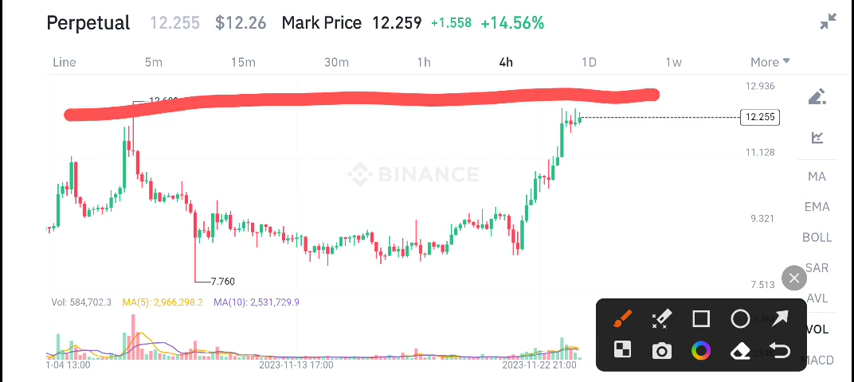 Perpetual 12.255 $12.26 Mark Price 12.259 +1.558 +14.56%
Line 5m 15m 30m 1h 4h 1D 1w More
12.936
12.255
BINANCE
11.128
MA
EMA
9.321
BOLL
SAR
7.760
7.513
AVL
Vol: 584,702.3 MA(5): 2,966,298.2 MA(10): 2,531,729.9
VOL
MACD
-04 13:00 2023-11-13 17:00 2023-11-22 21:00